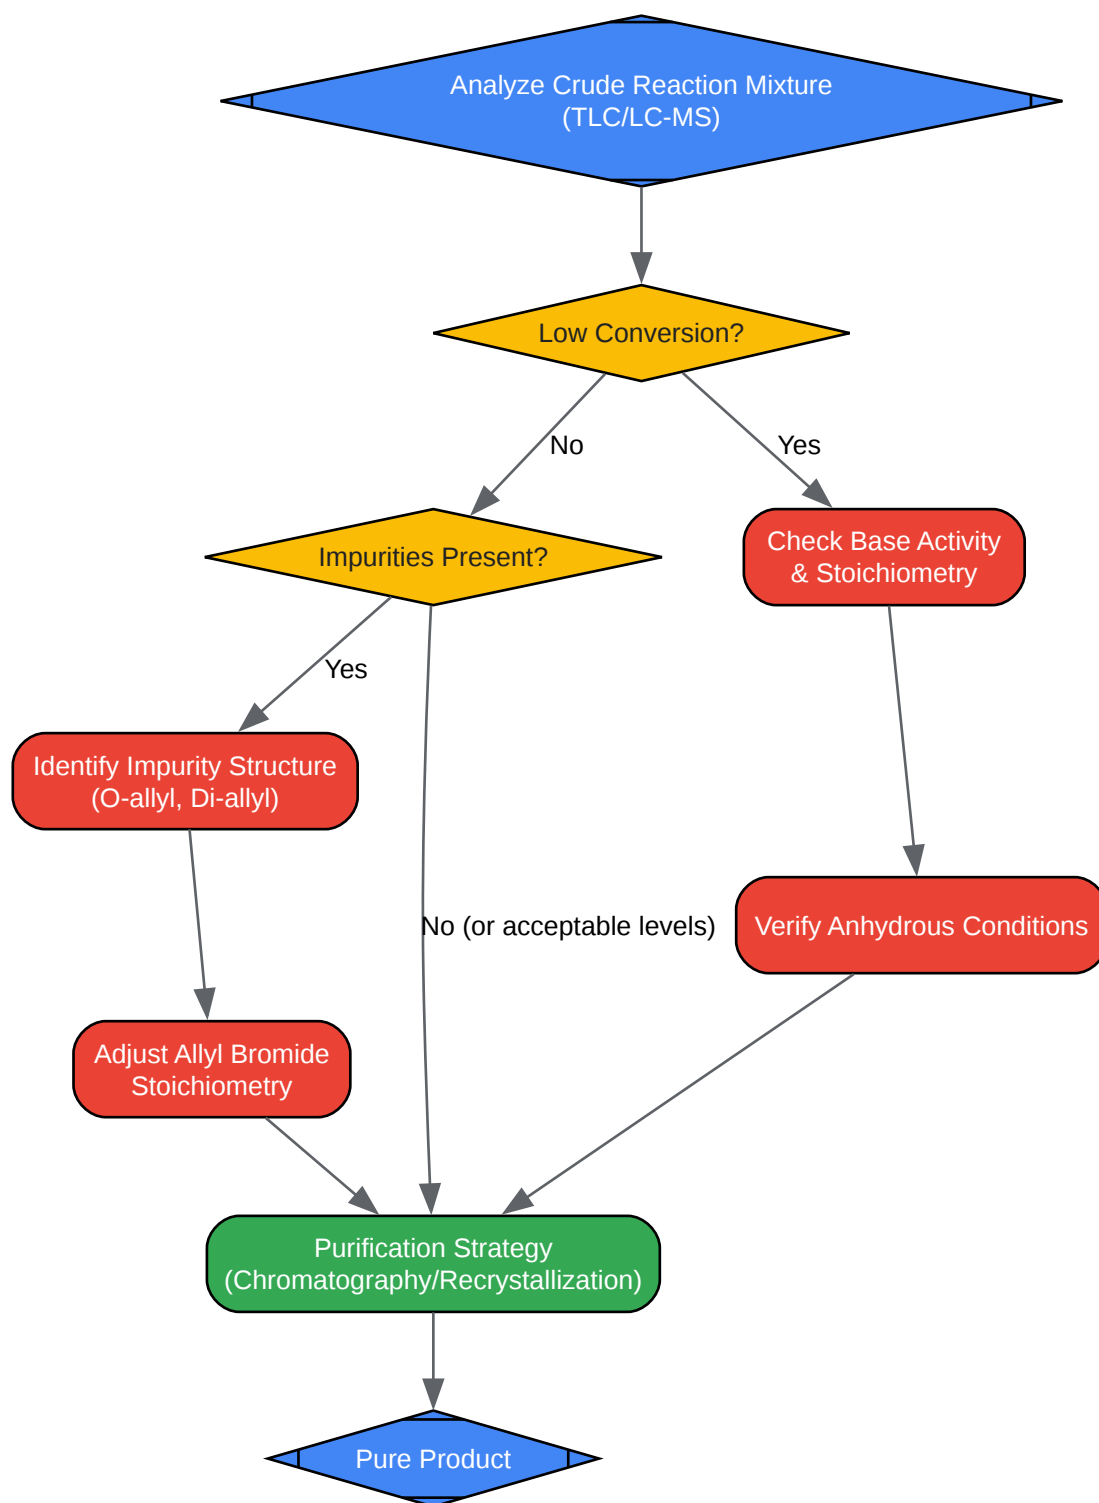 Analyze Crude Reaction Mixture
(TLC/LC-MS)
Low Conversion?
No
Yes
Impurities Present?
Check Base Activity
& Stoichiometry
Yes
Identify Impurity Structure
(O-allyl, Di-allyl)
No (or acceptable levels)
Verify Anhydrous Conditions
Adjust Allyl Bromide
Stoichiometry
Purification Strategy
(Chromatography/Recrystallization)
Pure Product